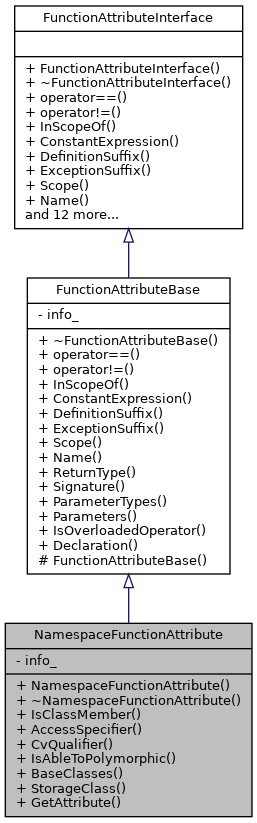 FunctionAttributeInterface
+ FunctionAttributeInterface()
+ ~FunctionAttributeInterface()
+ operator==()
+ operator!=()
+ InScopeOf()
+ ConstantExpression()
+ DefinitionSuffix()
+ ExceptionSuffix()
+ Scope()
+ Name()
and 12 more...
FunctionAttributeBase
- info_
+ ~FunctionAttributeBase()
+ operator==()
+ operator!=()
+ InScopeOf()
+ ConstantExpression()
+ DefinitionSuffix()
+ ExceptionSuffix()
+ Scope()
+ Name()
+ ReturnType()
+ Signature()
+ ParameterTypes()
+ Parameters()
+ IsOverloadedOperator()
+ Declaration()
# FunctionAttributeBase()
NamespaceFunctionAttribute
- info_
+ NamespaceFunctionAttribute()
+ ~NamespaceFunctionAttribute()
+ IsClassMember()
+ AccessSpecifier()
+ CvQualifier()
+ IsAbleToPolymorphic()
+ BaseClasses()
+ StorageClass()
+ GetAttribute()